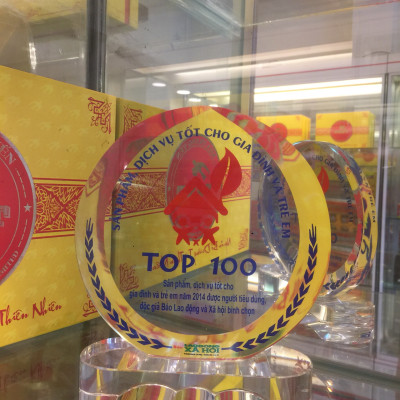 SẢN PHẨM, DỊCH VỤ TỐT CHO GIA ĐÌNH VÀ TRẺ EM
TOP 100
Sản phẩm, dịch vụ tốt cho
gia đình và trẻ em năm 2014 được người tiêu dùng,
độc giả Báo Lao động và Xã hội bình chọn
XÃ HỘI
Thiên Nhiên